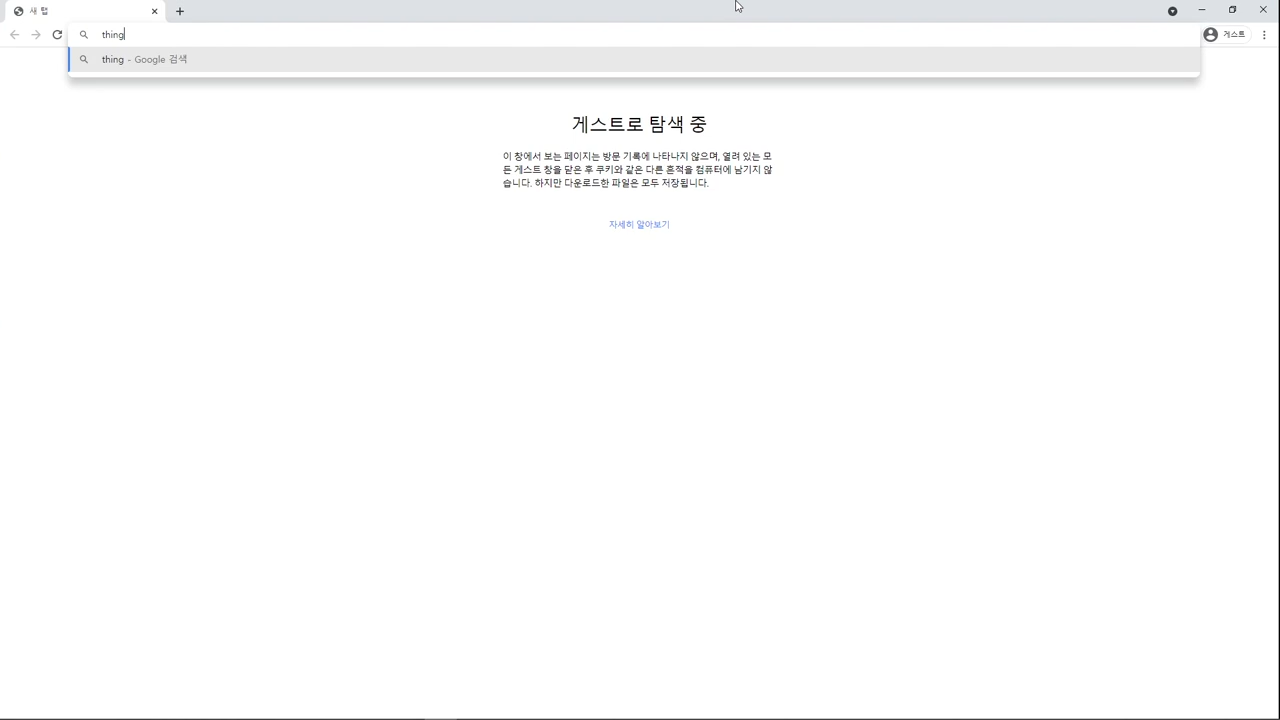 새 탭
thing
게스트
thing - Google 검색
게스트로 탐색 중
이 창에서 보는 페이지는 방문 기록에 나타나지 않으며, 열려 있는 모
든 게스트 창을 닫은 후 쿠키와 같은 다른 흔적을 컴퓨터에 남기지 않
습니다. 하지만 다운로드한 파일은 모두 저장됩니다.
자세히 알아보기